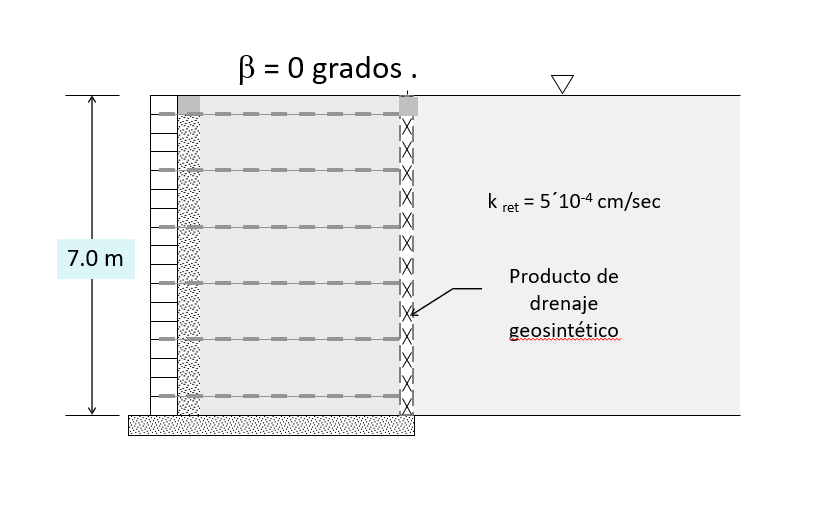 β = 0 grados .
k ret = 5´10-4 cm/sec
7.0 m
Producto de
drenaje
geosintético